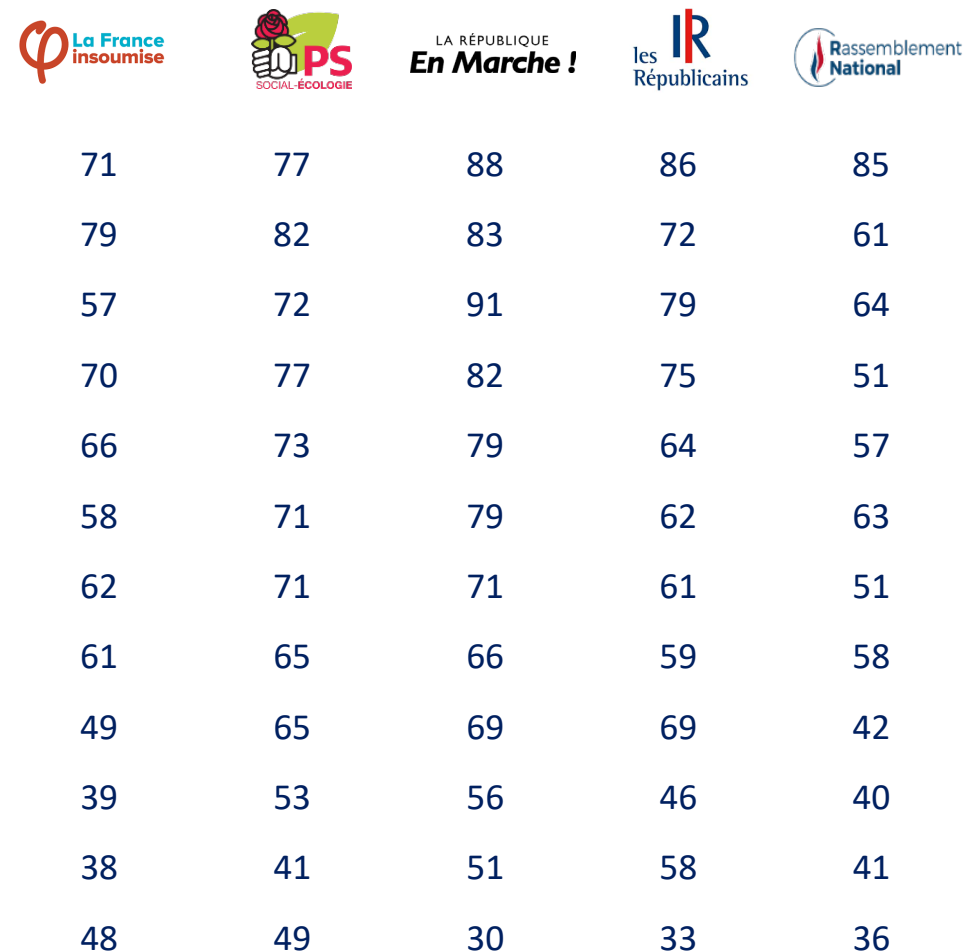 La France
insoumise
PS
SOCIAL-ÉCOLOGIE
LA RÉPUBLIQUE
En Marche !
les R
Républicains
Rassemblement
National
71 77 88 86 85
79 82 83 72 61
57 72 91 79 64
70 77 82 75 51
66 73 79 64 57
58 71 79 62 63
62 71 71 61 51
61 65 66 59 58
49 65 69 69 42
39 53 56 46 40
38 41 51 58 41
48 49 30 33 36